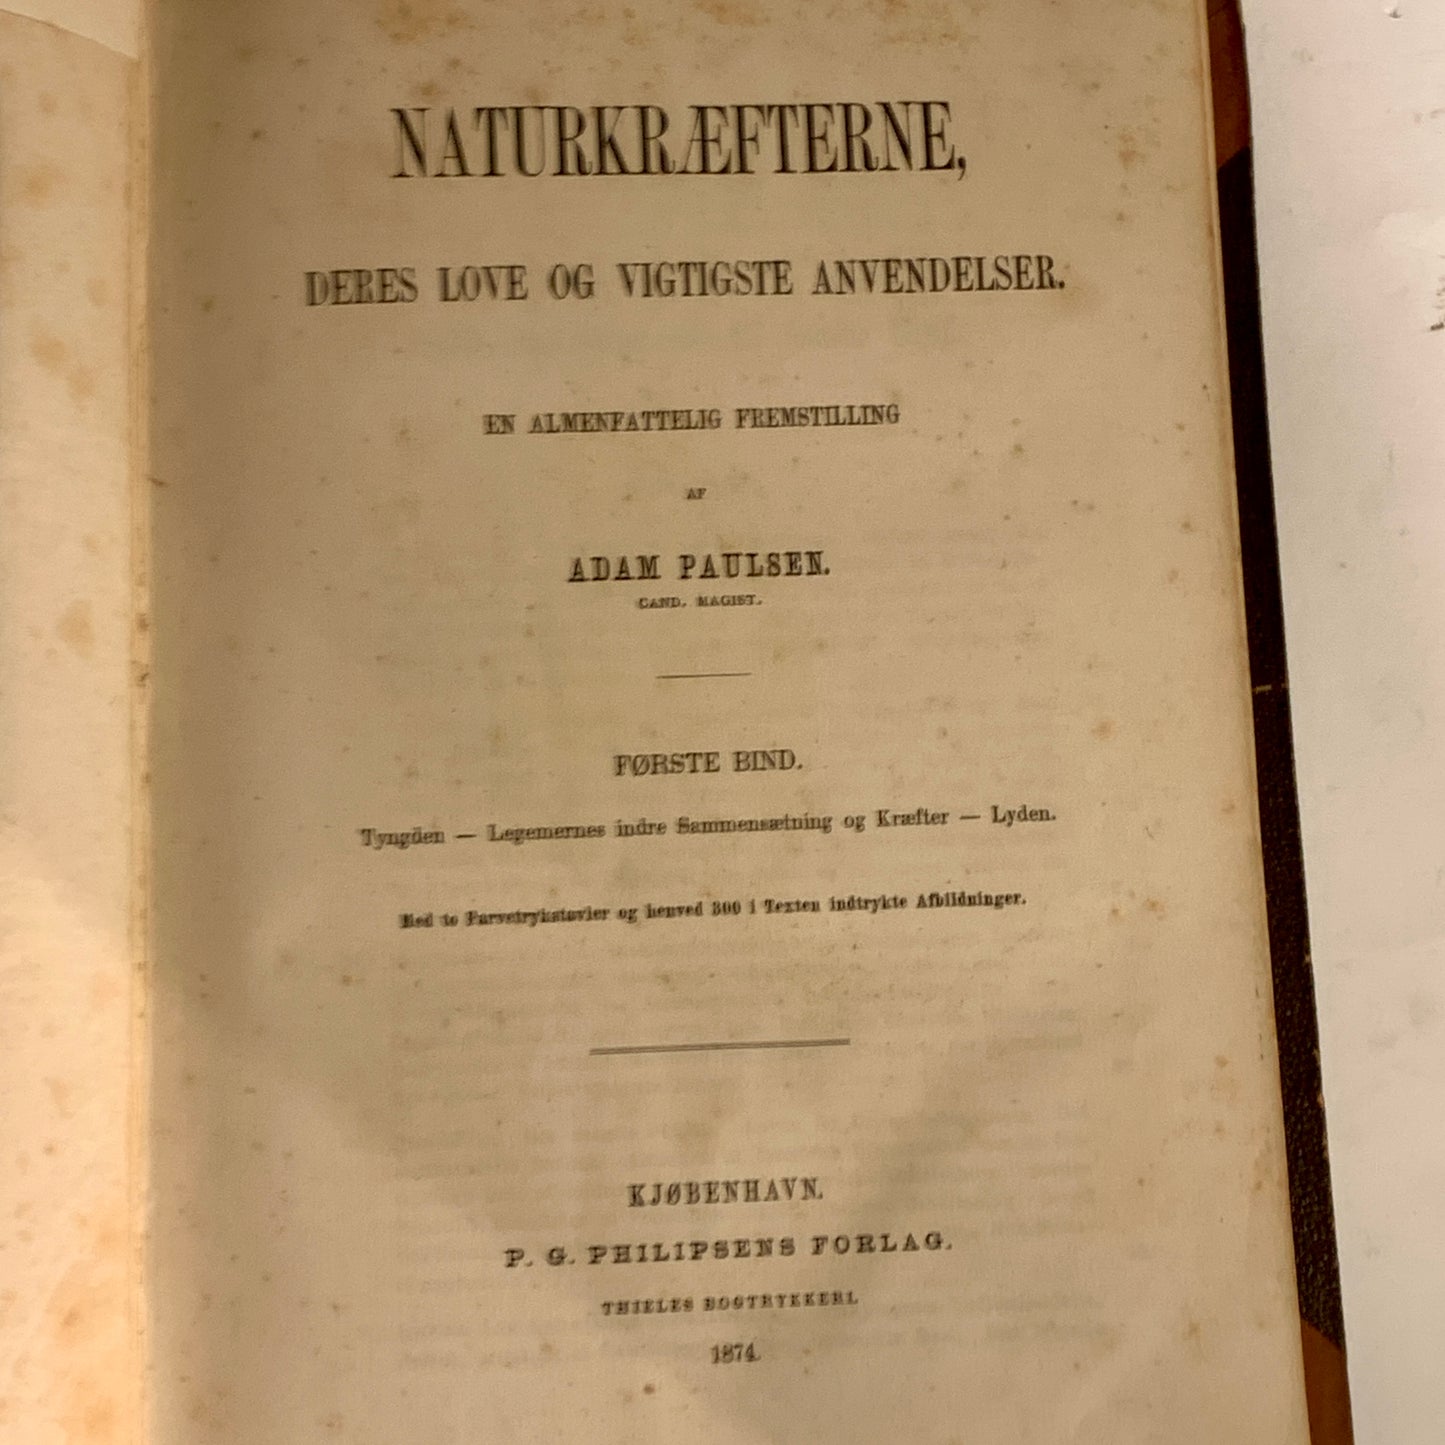 NATURKRÆFTERNE,
DERES LOVE OG VIGTIGSTE ANVENDELSER.
EN ALMENFATTELIG FREMSTILLING
AF
ADAM PAULSEN.
CAND. MAGIST.
FØRSTE BIND.
Tyngden — Legemernes indre Sammensætning og Kræfter — Lyden.
Med to Farvetrykstavler og henved 300 i Texten indtrykte Afbildninger.
KJØBENHAVN.
P. G. PHILIPSENS FORLAG.
THIELES BOGTRYKKERI.
1874.